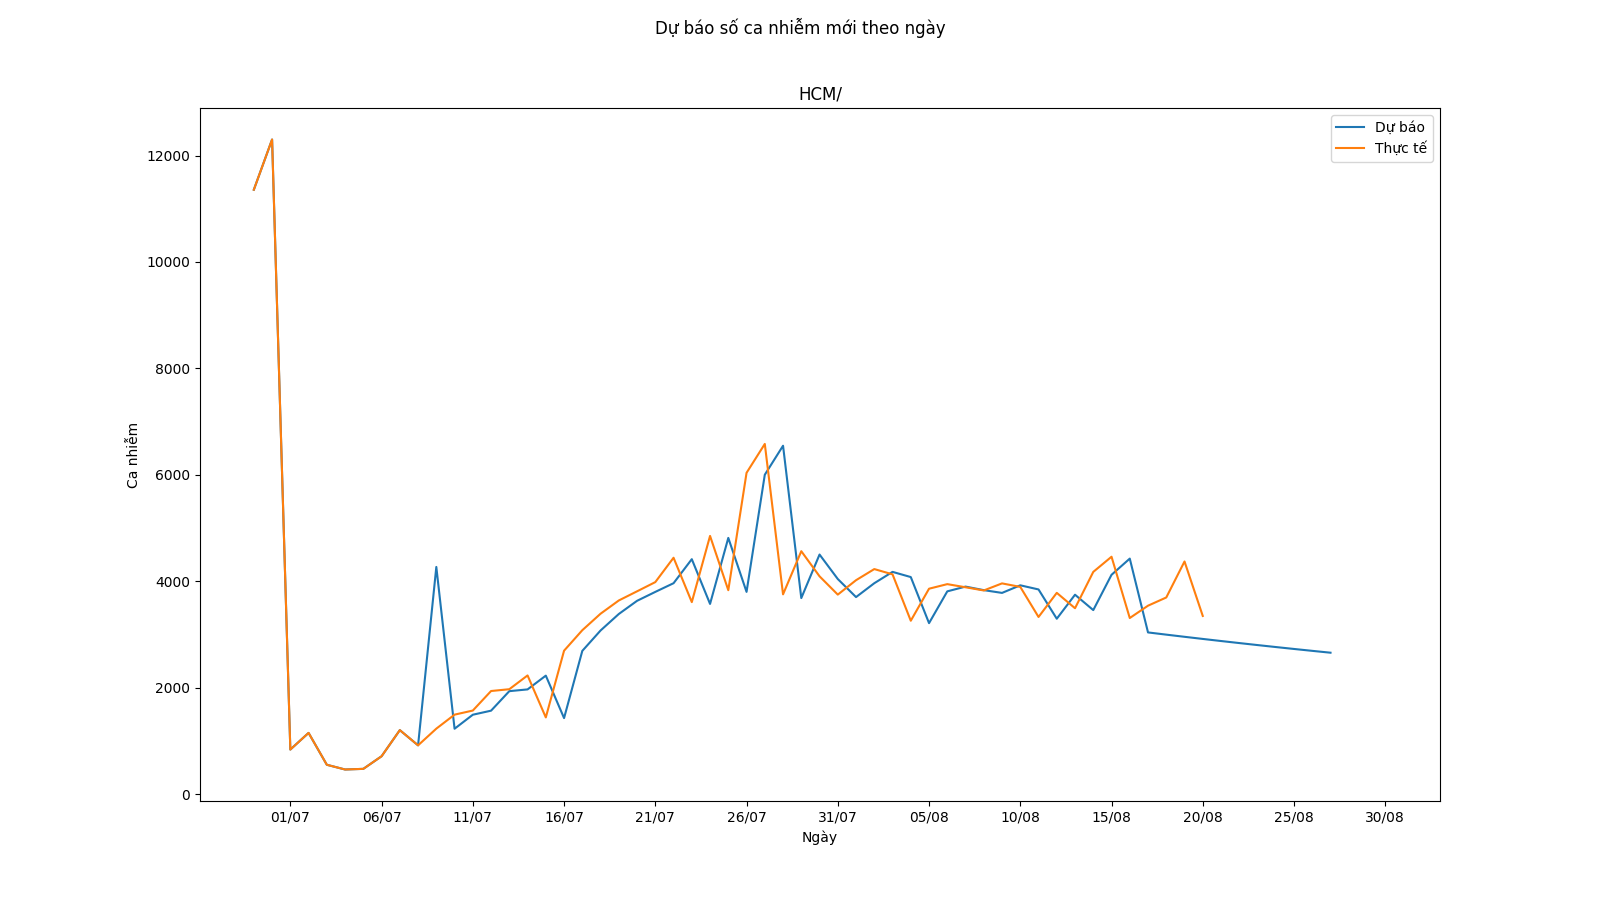 Dự báo số ca nhiễm mới theo ngày
HCM/
Dự báo
Thực tế
12000
10000
8000
6000
4000
2000
0
Ca nhiễm
01/07 06/07 11/07 16/07 21/07 26/07 31/07 05/08 10/08 15/08 20/08 25/08 30/08
Ngày